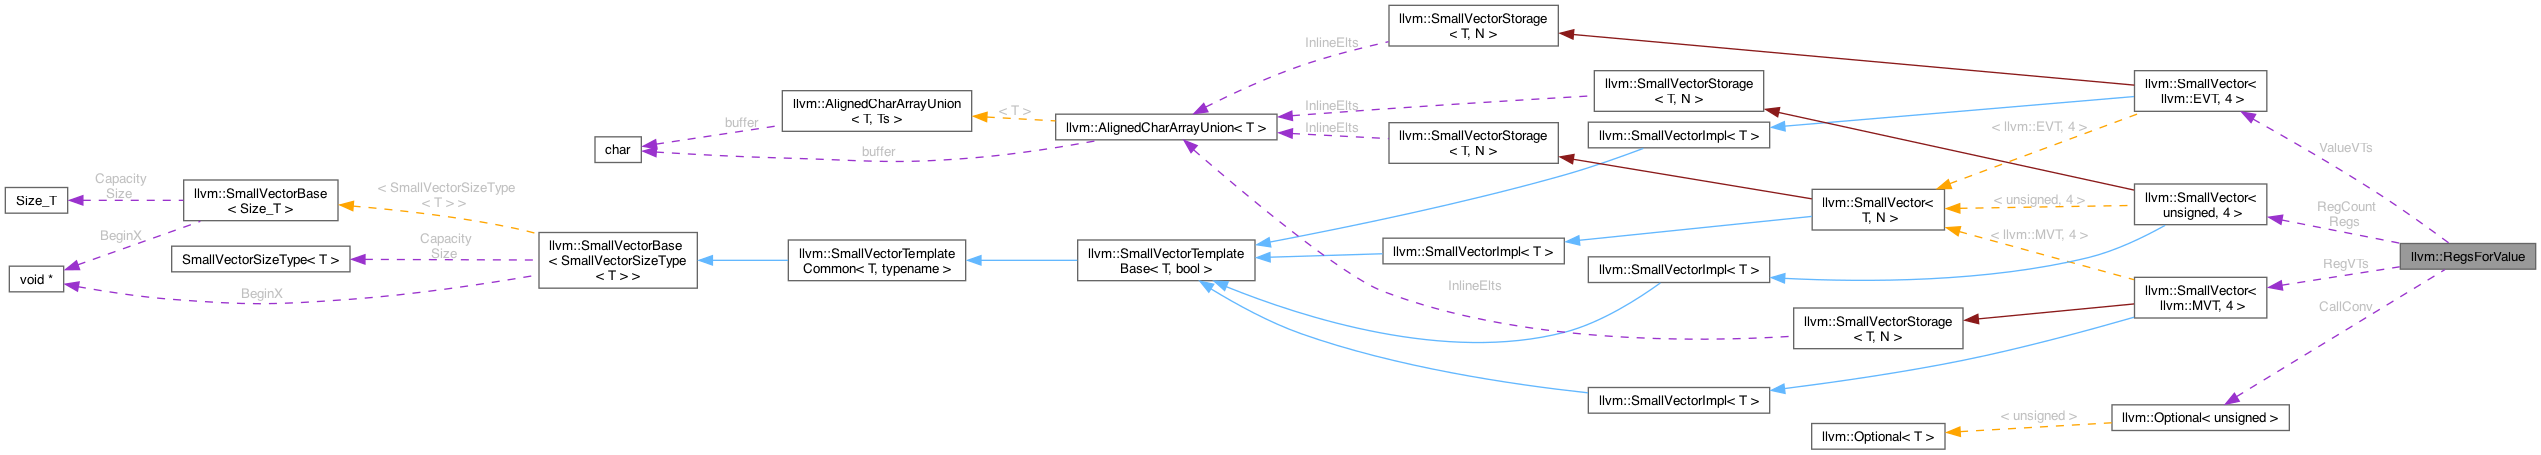 llvm::SmallVectorStorage
< T, N >
InlineElts
llvm::SmallVectorStorage
< T, N >
llvm::SmallVector<
llvm::EVT, 4 >
llvm::AlignedCharArrayUnion
< T, Ts >
< T >
InlineElts
buffer
llvm::AlignedCharArrayUnion< T >
InlineElts
llvm::SmallVectorStorage
< T, N >
llvm::SmallVectorImpl< T >
< llvm::EVT, 4 >
char
buffer
ValueVTs
Capacity
Size
Size_T
llvm::SmallVectorBase
< Size_T >
< SmallVectorSizeType
< T > >
llvm::SmallVector<
T, N >
< unsigned, 4 >
llvm::SmallVector<
unsigned, 4 >
RegCount
Regs
BeginX
SmallVectorSizeType< T >
Capacity
Size
llvm::SmallVectorBase
< SmallVectorSizeType
< T > >
llvm::SmallVectorTemplate
Common< T, typename >
llvm::SmallVectorTemplate
Base< T, bool >
llvm::SmallVectorImpl< T >
< llvm::MVT, 4 >
llvm::RegsForValue
void *
BeginX
llvm::SmallVectorImpl< T >
RegVTs
InlineElts
llvm::SmallVector<
llvm::MVT, 4 >
llvm::SmallVectorStorage
< T, N >
CallConv
llvm::SmallVectorImpl< T >
llvm::Optional< T >
< unsigned >
llvm::Optional< unsigned >